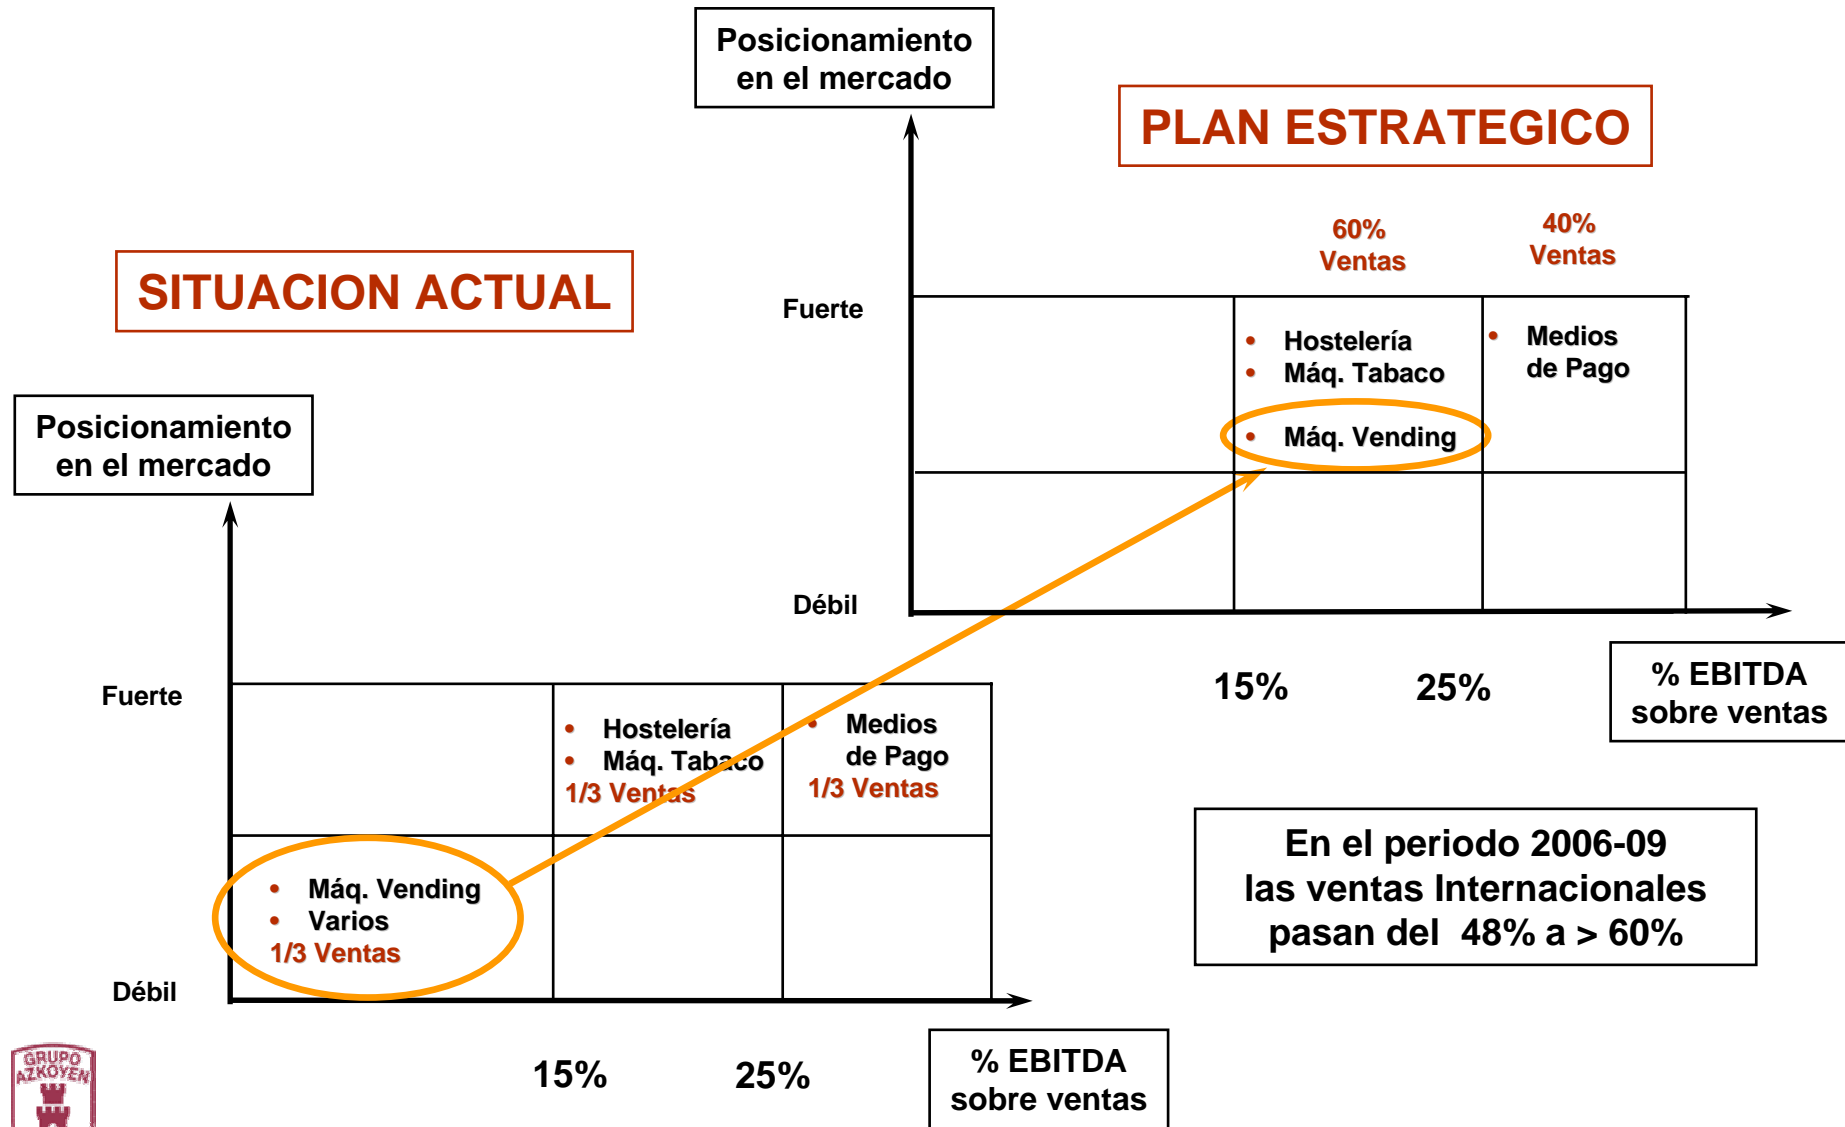 Posicionamiento
en el mercado
PLAN ESTRATEGICO
60%
Ventas
40%
Ventas
SITUACION ACTUAL
Fuerte
• Hostelería
• Máq. Tabaco
• Máq. Vending
• Medios
de Pago
Débil
15%
25%
% EBITDA
sobre ventas
Posicionamiento
en el mercado
Fuerte
• Hostelería
• Máq. Tabaco
1/3 Ventas
• Medios
de Pago
1/3 Ventas
• Máq. Vending
• Varios
1/3 Ventas
Débil
15%
25%
% EBITDA
sobre ventas
En el periodo 2006-09
las ventas Internacionales
pasan del 48% a > 60%
GRUPO
AZKOYEN